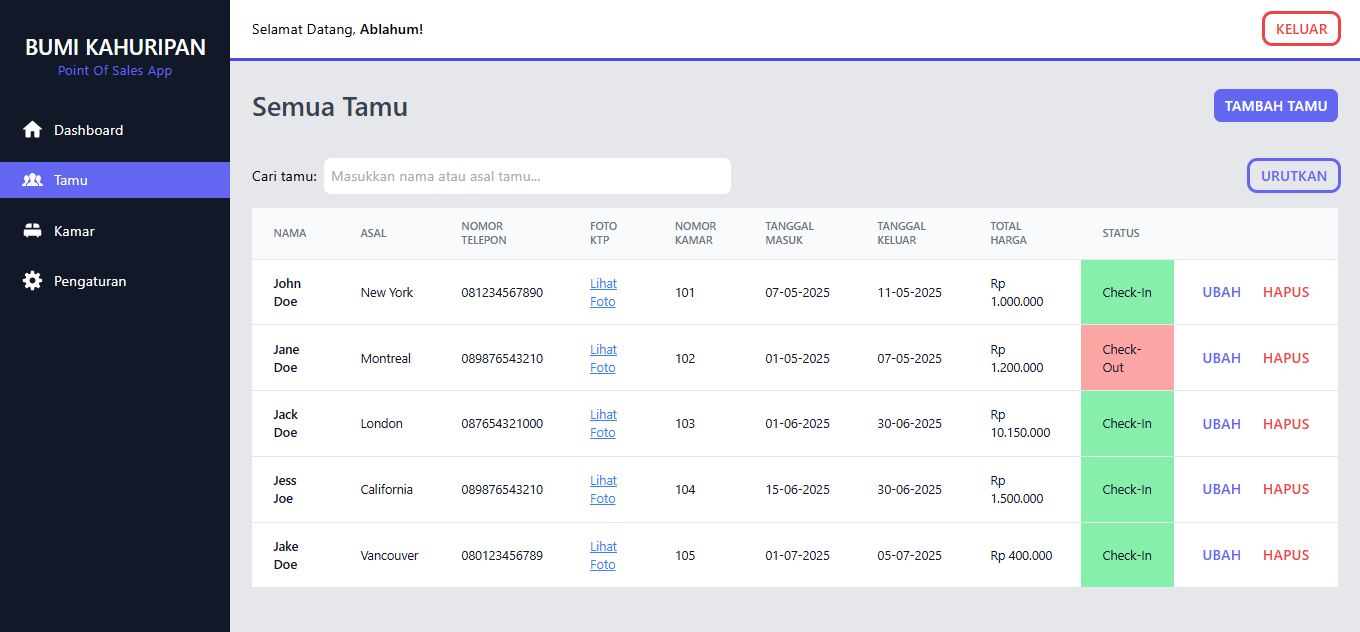 BUMI KAHURIPAN
Point Of Sales App
Dashboard
Tamu
Kamar
Pengaturan
Selamat Datang, Ablahum!
KELUAR
Semua Tamu
TAMBAH TAMU
Cari tamu: Masukkan nama atau asal tamu...
URUTKAN
NAMA ASAL NOMOR TELEPON FOTO KTP NOMOR KAMAR TANGGAL MASUK TANGGAL KELUAR TOTAL HARGA STATUS
John Doe New York 081234567890 Lihat Foto 101 07-05-2025 11-05-2025 Rp 1.000.000 Check-In UBAH HAPUS
Jane Doe Montreal 089876543210 Lihat Foto 102 01-05-2025 07-05-2025 Rp 1.200.000 Check-Out UBAH HAPUS
Jack Doe London 087654321000 Lihat Foto 103 01-06-2025 30-06-2025 Rp 10.150.000 Check-In UBAH HAPUS
Jess Joe California 089876543210 Lihat Foto 104 15-06-2025 30-06-2025 Rp 1.500.000 Check-In UBAH HAPUS
Jake Doe Vancouver 080123456789 Lihat Foto 105 01-07-2025 05-07-2025 Rp 400.000 Check-In UBAH HAPUS